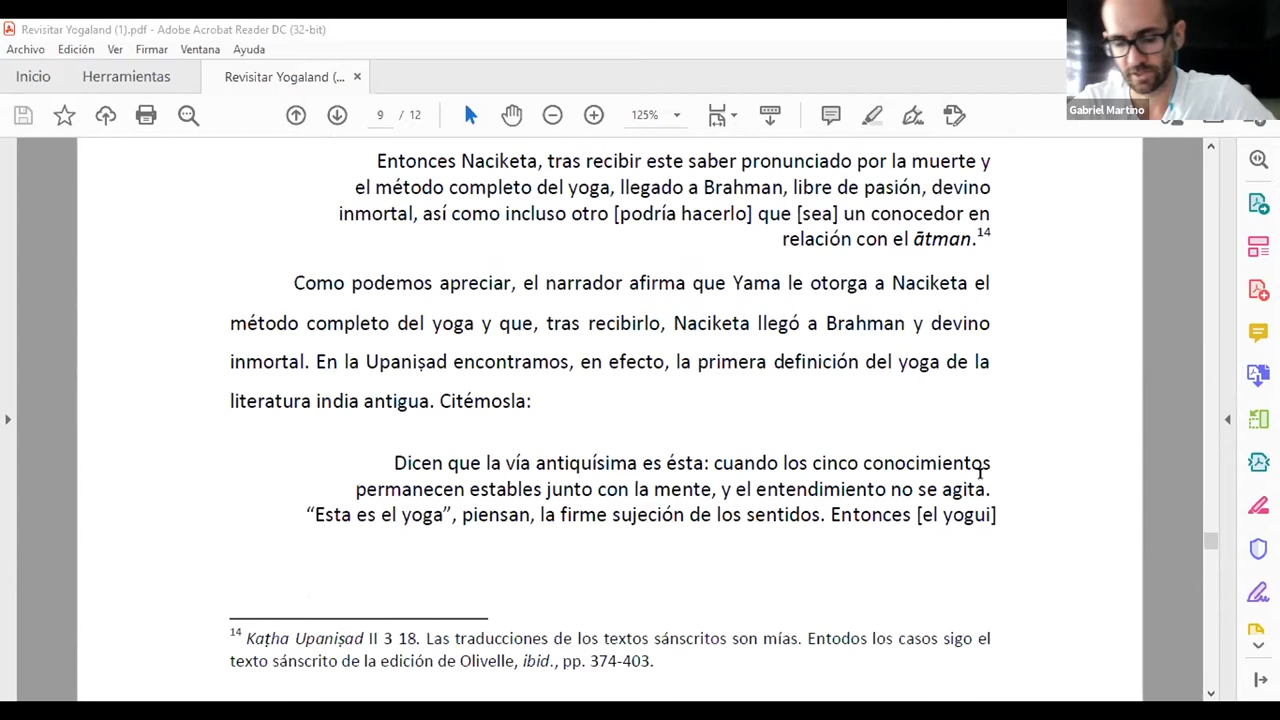 Revisitar Yogaland (1).pdf - Adobe Acrobat Reader DC (32-bit)
Archivo Edición Ver Firmar Ventana Ayuda
Inicio Herramientas Revisitar Yogaland (... ×
9 / 12 125%
Gabriel Martino
Entonces Naciketa, tras recibir este saber pronunciado por la muerte y
el método completo del yoga, llegado a Brahman, libre de pasión, devino
inmortal, así como incluso otro [podría hacerlo] que [sea] un conocedor en
relación con el ātman.14
Como podemos apreciar, el narrador afirma que Yama le otorga a Naciketa el
método completo del yoga y que, tras recibirlo, Naciketa llegó a Brahman y devino
inmortal. En la Upaniṣad encontramos, en efecto, la primera definición del yoga de la
literatura india antigua. Citémosla:
Dicen que la vía antiquísima es ésta: cuando los cinco conocimientos
permanecen estables junto con la mente, y el entendimiento no se agita.
“Esta es el yoga”, piensan, la firme sujeción de los sentidos. Entonces [el yogui]
14 Kaṭha Upaniṣad II 3 18. Las traducciones de los textos sánscritos son mías. Entodos los casos sigo el
texto sánscrito de la edición de Olivelle, ibid., pp. 374-403.